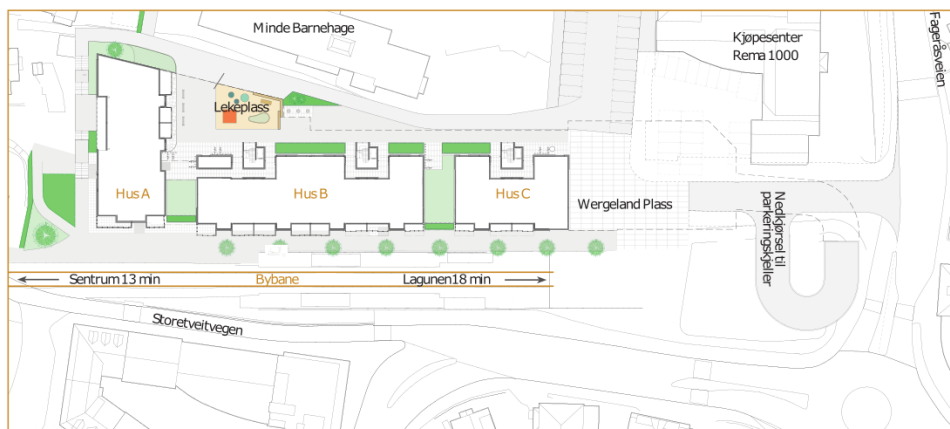 Minde Barnehage
Kjøpesenter
Rema 1000
Fageråsveien
Lekeplass
Hus A
Hus B
Hus C
Wergeland Plass
Nedkjørsel til
parkeringskjeller
Sentrum 13 min
Bybane
Lagunen 18 min
Storetveitvegen